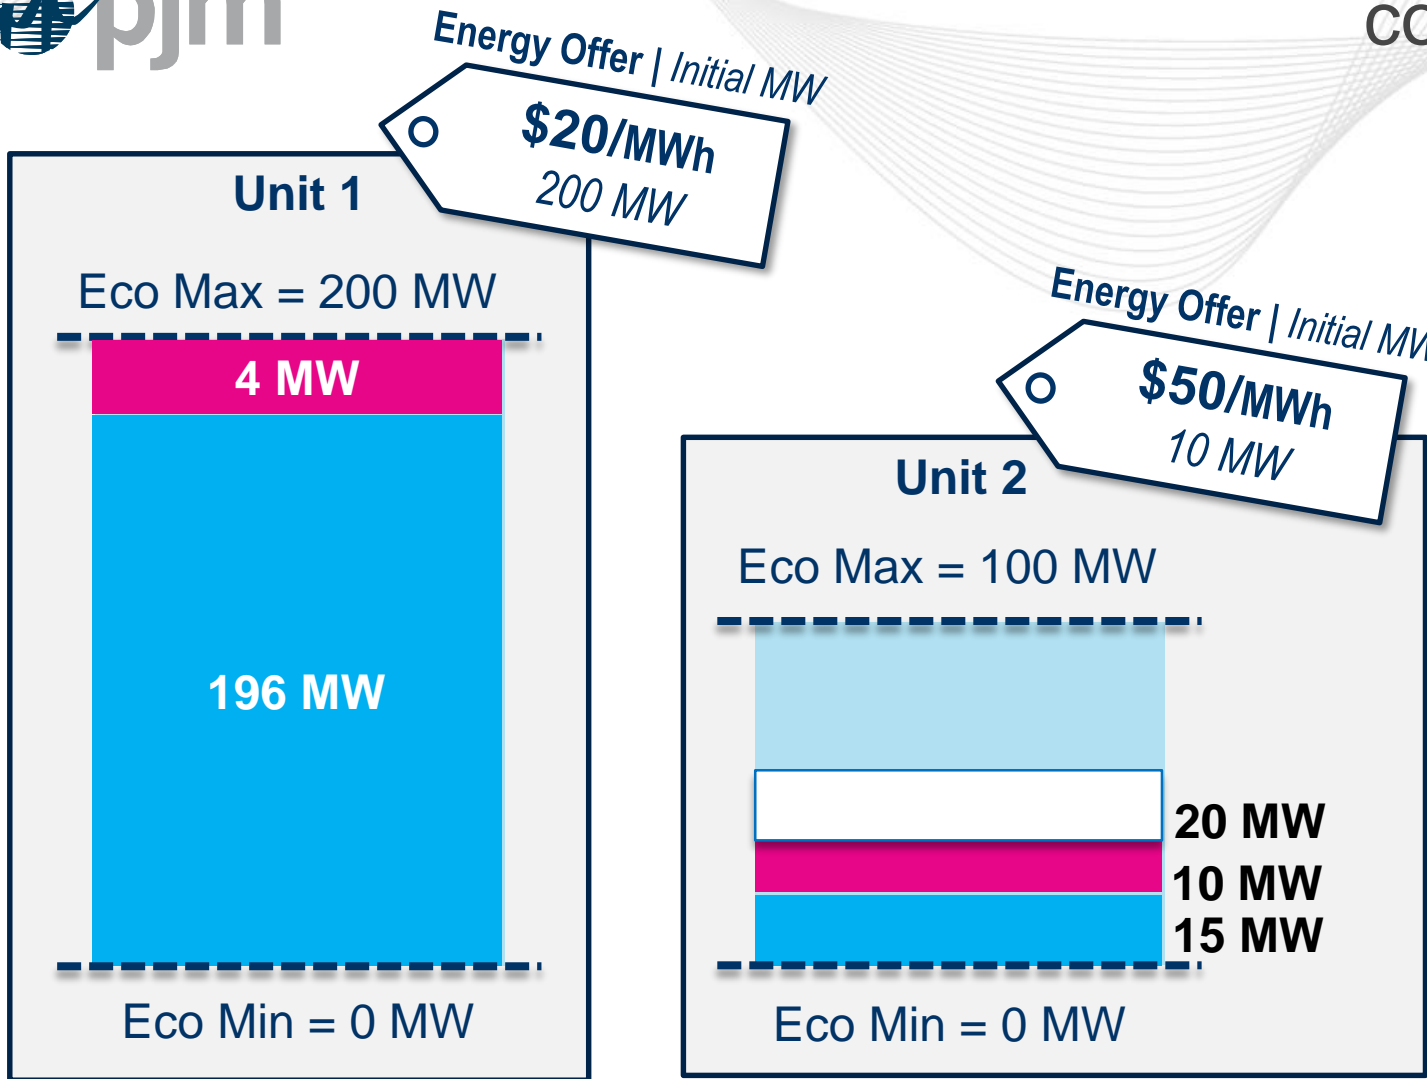 pjm
Energy Offer | Initial MW
$20/MWh
200 MW
Unit 1
Eco Max = 200 MW
4 MW
196 MW
Eco Min = 0 MW
Energy Offer | Initial MW
$50/MWh
10 MW
Unit 2
Eco Max = 100 MW
20 MW
10 MW
15 MW
Eco Min = 0 MW